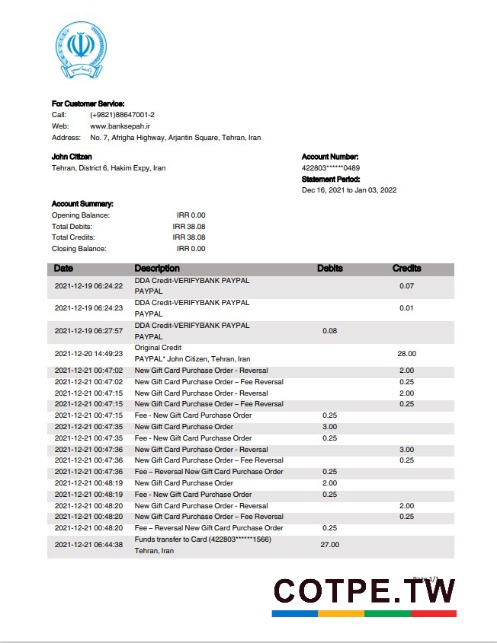 For Customer Service:
Call: (+9821)88647001-2
Web: www.banksepah.ir
Address: No. 7, Afrigha Highway, Arjantin Square, Tehran, Iran
John Citizen
Tehran, District 6, Hakim Expy, Iran
Account Number:
422803******0489
Statement Period:
Dec 16, 2021 to Jan 03, 2022
Account Summary:
Opening Balance: IRR 0.00
Total Debits: IRR 38.08
Total Credits: IRR 38.08
Closing Balance: IRR 0.00
Date Description Debits Credits
2021-12-19 06:24:22 DDA Credit-VERIFYBANK PAYPAL 0.07
PAYPAL
2021-12-19 06:24:23 DDA Credit-VERIFYBANK PAYPAL 0.01
PAYPAL
2021-12-19 06:27:57 DDA Credit-VERIFYBANK PAYPAL 0.08
PAYPAL
2021-12-20 14:49:23 Original Credit 28.00
PAYPAL* John Citizen, Tehran, Iran
2021-12-21 00:47:02 New Gift Card Purchase Order - Reversal 2.00
2021-12-21 00:47:02 New Gift Card Purchase Order – Fee Reversal 0.25
2021-12-21 00:47:15 New Gift Card Purchase Order - Reversal 2.00
2021-12-21 00:47:15 New Gift Card Purchase Order – Fee Reversal 0.25
2021-12-21 00:47:15 Fee - New Gift Card Purchase Order 0.25
2021-12-21 00:47:35 New Gift Card Purchase Order 3.00
2021-12-21 00:47:35 Fee - New Gift Card Purchase Order 0.25
2021-12-21 00:47:36 New Gift Card Purchase Order - Reversal 3.00
2021-12-21 00:47:36 New Gift Card Purchase Order – Fee Reversal 0.25
2021-12-21 00:47:36 Fee – Reversal New Gift Card Purchase Order 0.25
2021-12-21 00:48:19 New Gift Card Purchase Order 2.00
2021-12-21 00:48:19 Fee - New Gift Card Purchase Order 0.25
2021-12-21 00:48:20 New Gift Card Purchase Order - Reversal 2.00
2021-12-21 00:48:20 New Gift Card Purchase Order – Fee Reversal 0.25
2021-12-21 00:48:20 Fee – Reversal New Gift Card Purchase Order 0.25
2021-12-21 06:44:38 Funds transfer to Card (422803******1566) 27.00
Tehran, Iran
COTPE.TW